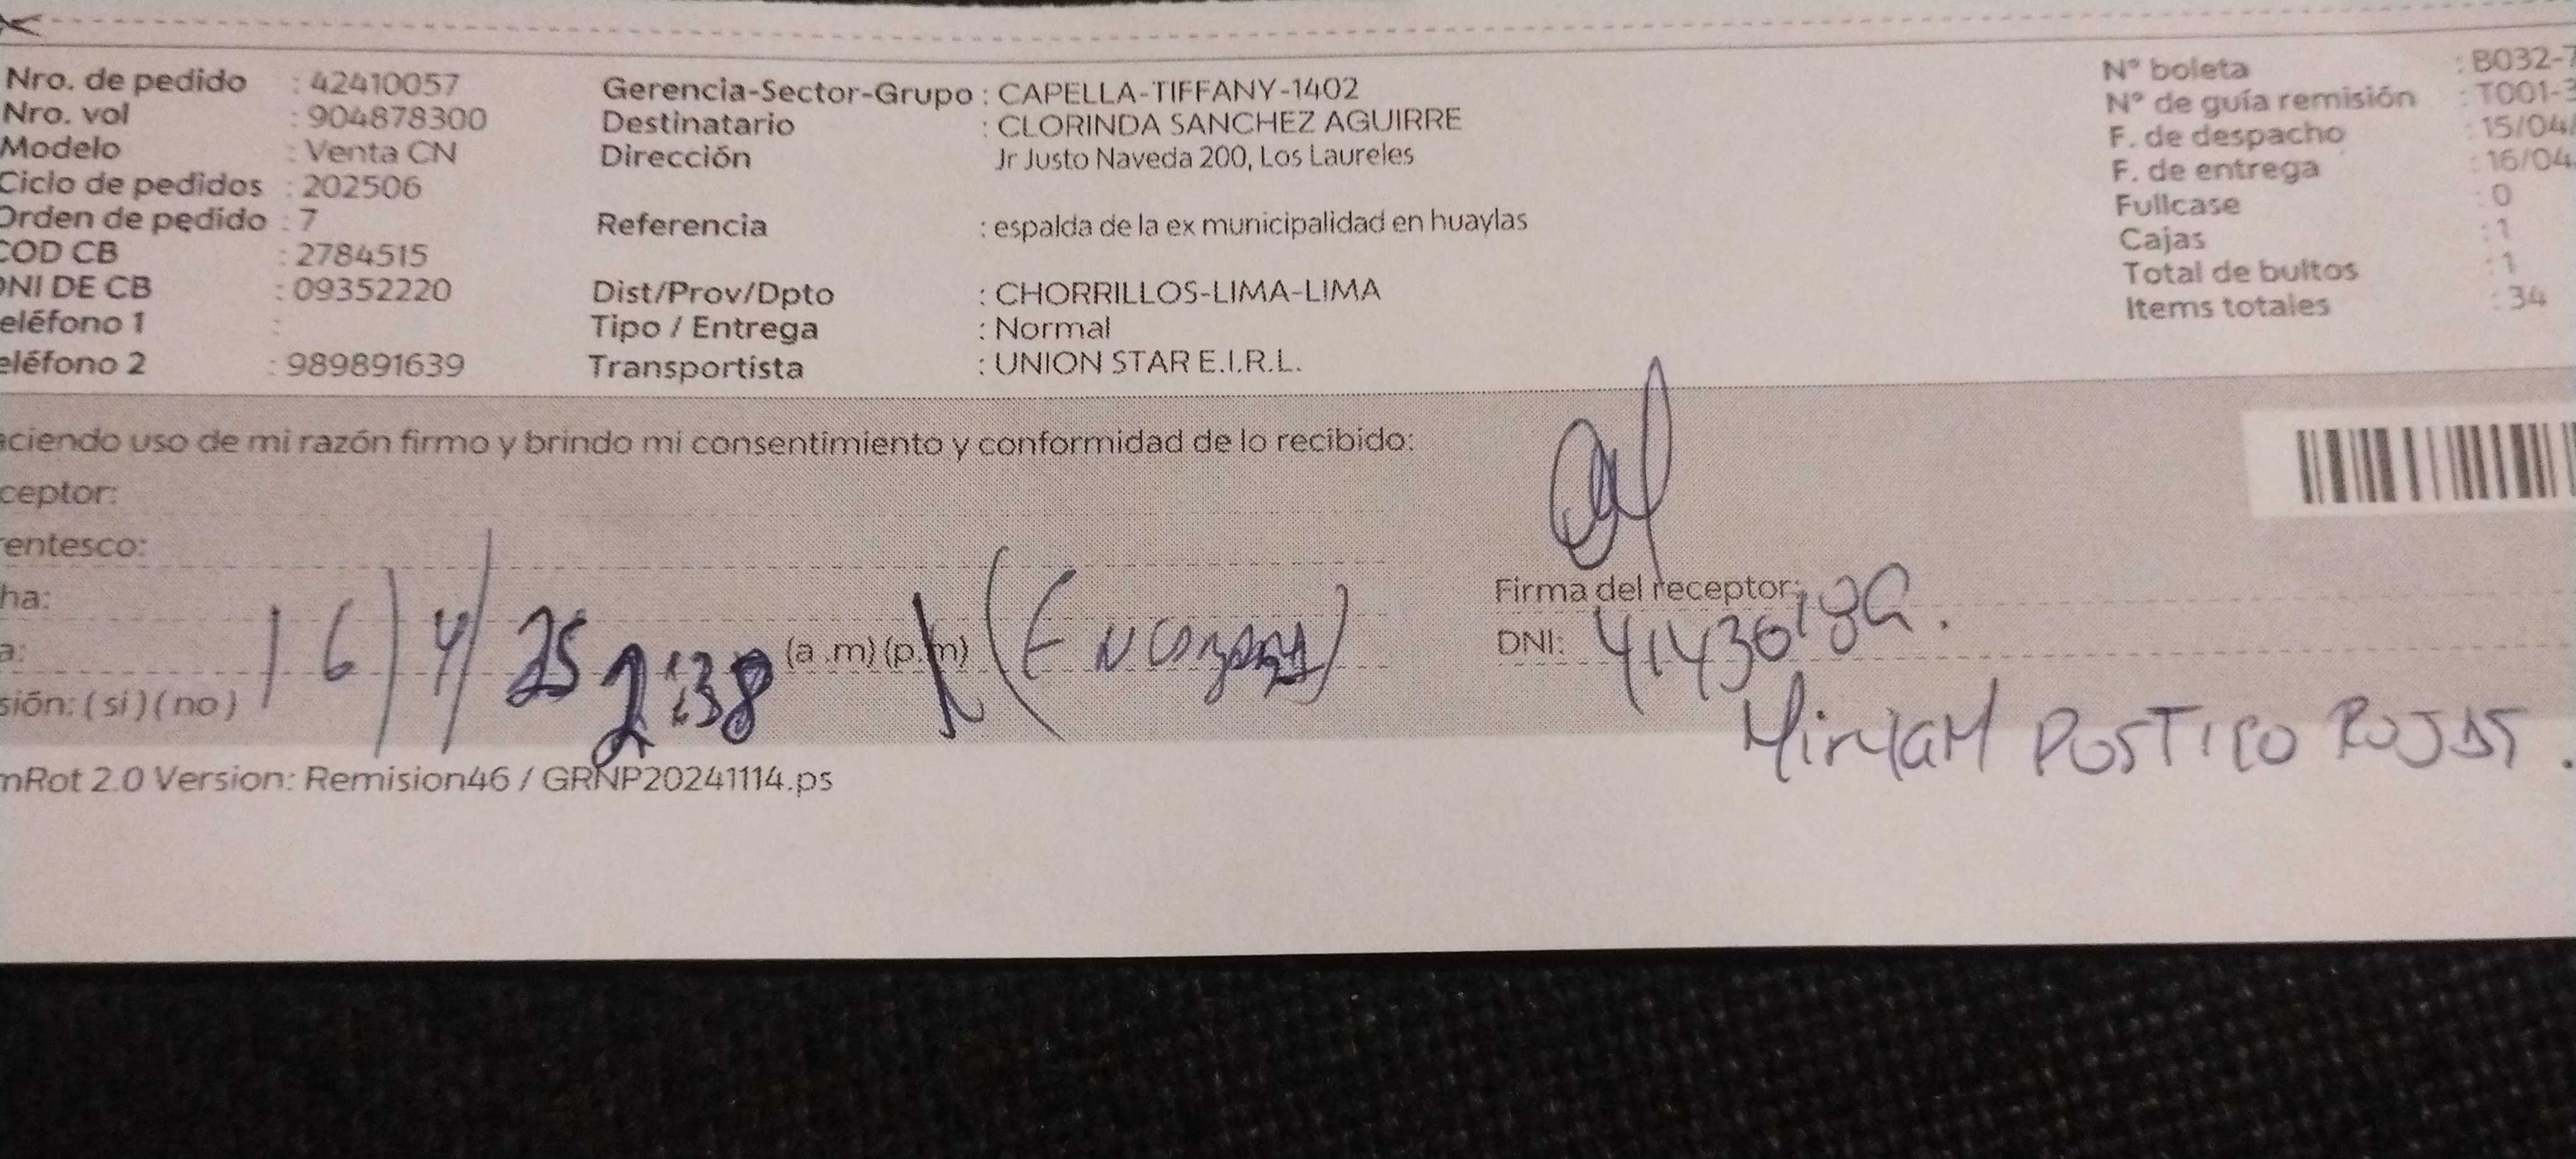 Nro. de pedido : 42410057
Nro. vol : 904878300
Modelo : Venta CN
Ciclo de pedidos : 202506
Orden de pedido : 7
COD CB : 2784515
DNI DE CB : 09352220
eléfono 1 :
eléfono 2 : 989891639
Gerencia-Sector-Grupo : CAPELLA-TIFFANY-1402
Destinatario : CLORINDA SANCHEZ AGUIRRE
Dirección Jr Justo Naveda 200, Los Laureles
Referencia : espalda de la ex municipalidad en huaylas
Dist/Prov/Dpto : CHORRILLOS-LIMA-LIMA
Tipo / Entrega : Normal
Transportista : UNION STAR E.I.R.L.
N° boleta : B032-7
N° de guía remisión : T001-3
F. de despacho : 15/04/
F. de entrega : 16/04
Fullcase : 0
Cajas : 1
Total de bultos : 1
Items totales : 34
aciendo uso de mi razón firmo y brindo mi consentimiento y conformidad de lo recibido:
ceptor:
rentesco:
ha: 16/4/25
a: 2:38 (a .m) (p.m)
sión: ( si ) ( no )
Firma del receptor:
DNI:
Miriam Rojas.
mRot 2.0 Version: Remision46 / GRNP20241114.ps